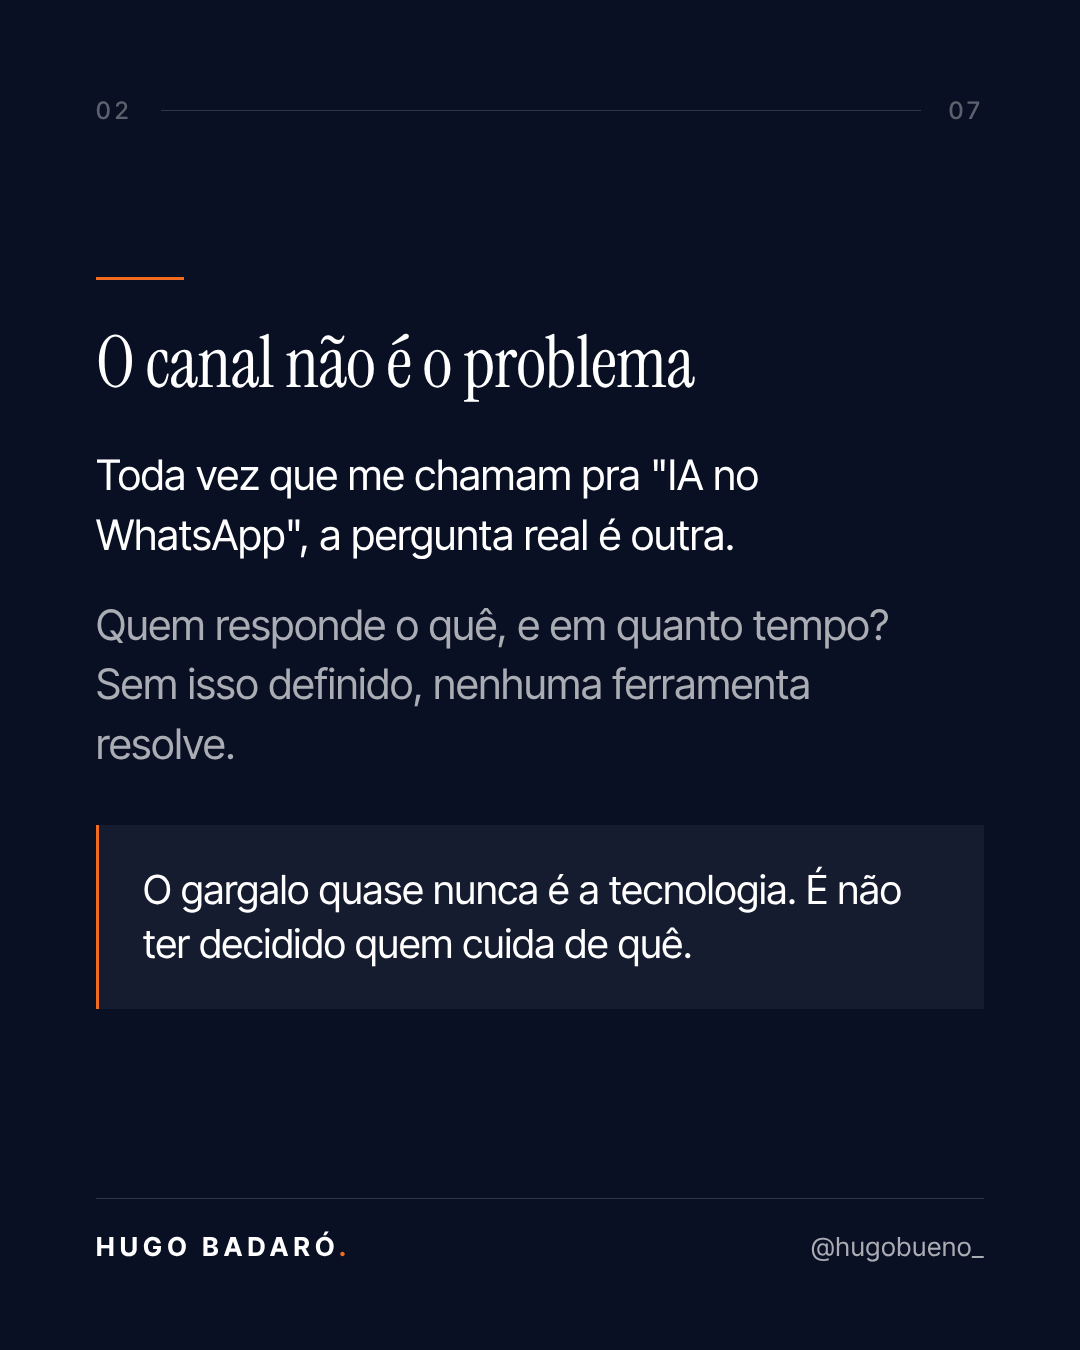 02 07
O canal não é o problema
Toda vez que me chamam pra "IA no
WhatsApp", a pergunta real é outra.
Quem responde o quê, e em quanto tempo?
Sem isso definido, nenhuma ferramenta
resolve.
O gargalo quase nunca é a tecnologia. É não
ter decidido quem cuida de quê.
HUGO BADARÓ. @hugobueno_